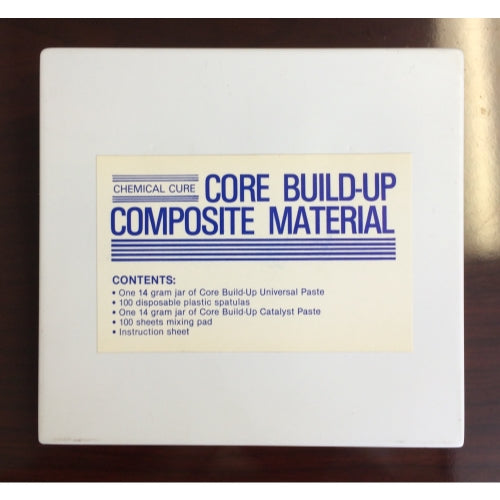 CHEMICAL CURE CORE BUILD-UP
COMPOSITE MATERIAL
CONTENTS:
• One 14 gram jar of Core Build-Up Universal Paste
• 100 disposable plastic spatulas
• One 14 gram jar of Core Build-Up Catalyst Paste
• 100 sheets mixing pad
• Instruction sheet